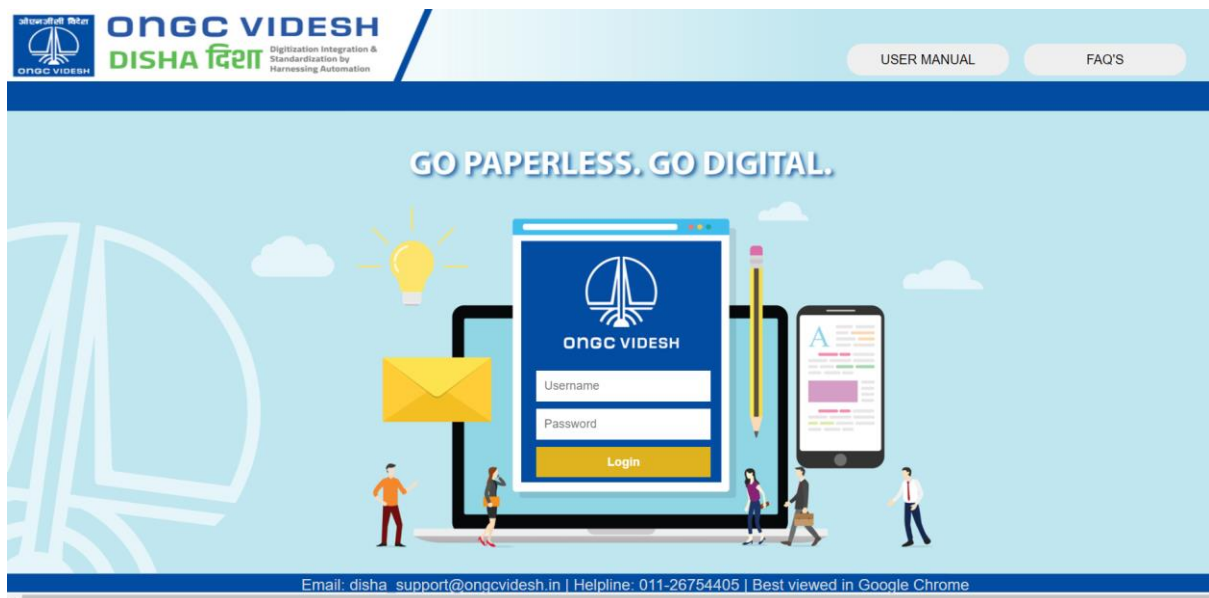 ओएनजीसी विदेश
ONGC VIDESH
ONGC VIDESH
DISHA दिशा
Digitization Integration &
Standardization by
Harnessing Automation
USER MANUAL
FAQ'S
GO PAPERLESS. GO DIGITAL.
ONGC VIDESH
Username
Password
Login
A
Email: disha_support@ongcvidesh.in | Helpline: 011-26754405 | Best viewed in Google Chrome